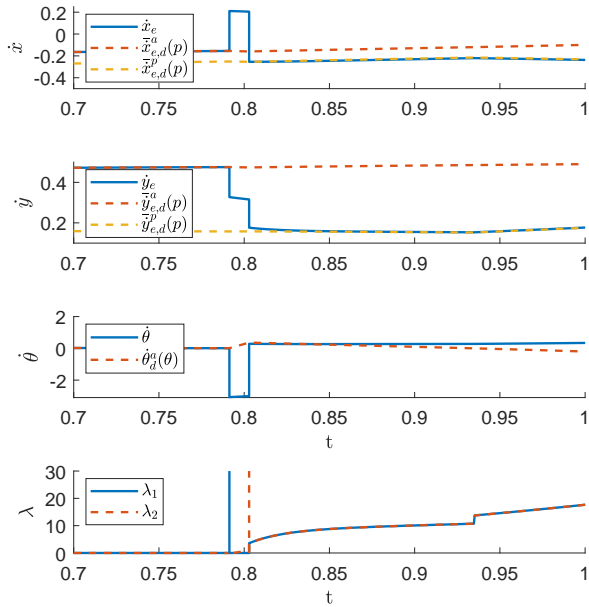 0.2
0
-0.2
-0.4
ẋ
ẋ_e
ẋ̄^a_{e,d}(p)
ẋ̄^p_{e,d}(p)
0.7 0.75 0.8 0.85 0.9 0.95 1
0.4
0.2
ẏ
ẏ_e
ẏ̄^a_{e,d}(p)
ẏ̄^p_{e,d}(p)
0.7 0.75 0.8 0.85 0.9 0.95 1
2
0
-2
θ̇
θ̇
θ̇^a_d(θ)
0.7 0.75 0.8 0.85 0.9 0.95 1
t
30
20
10
0
λ
λ_1
λ_2
0.7 0.75 0.8 0.85 0.9 0.95 1
t